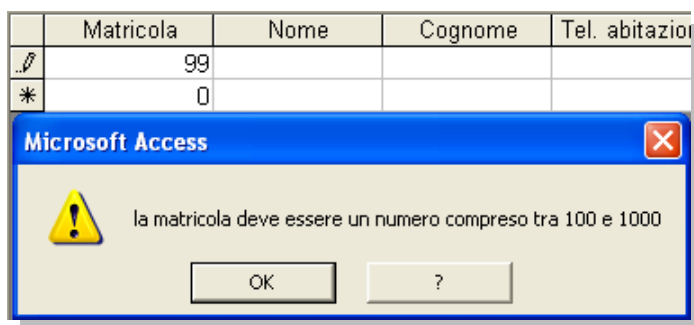 Matricola Nome Cognome Tel. abitazion
99
0
Microsoft Access
la matricola deve essere un numero compreso tra 100 e 1000
OK ?